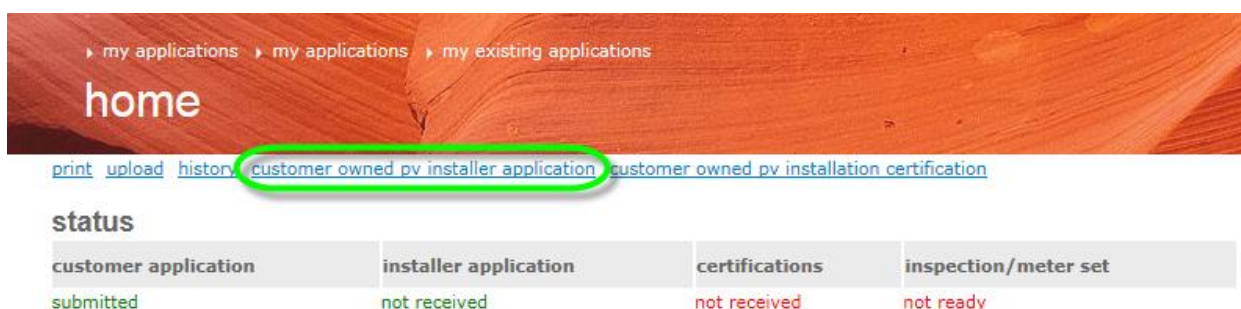 my applications my applications my existing applications
home
print upload history customer owned pv installer application customer owned pv installation certification
status
customer application installer application certifications inspection/meter set
submitted not received not received not ready